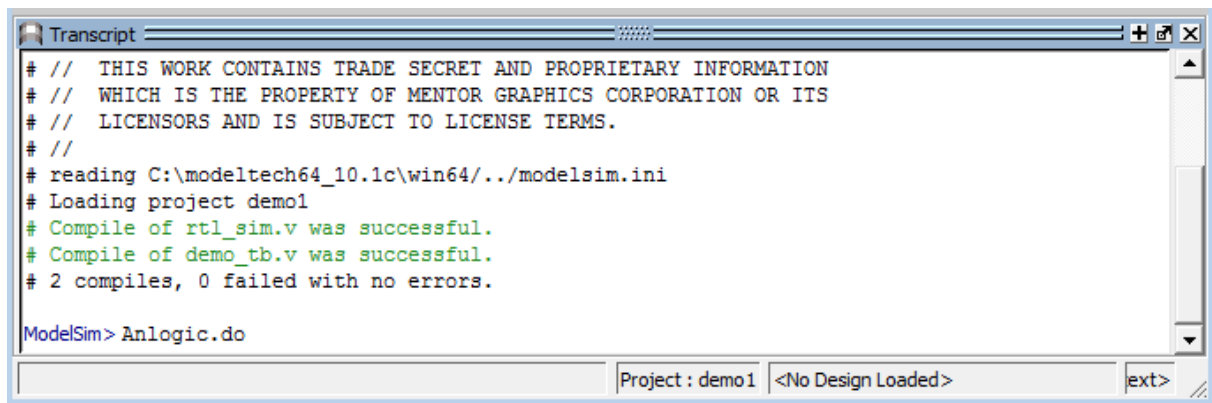 Transcript
# // THIS WORK CONTAINS TRADE SECRET AND PROPRIETARY INFORMATION
# // WHICH IS THE PROPERTY OF MENTOR GRAPHICS CORPORATION OR ITS
# // LICENSORS AND IS SUBJECT TO LICENSE TERMS.
# //
# reading C:\modeltech64_10.1c\win64/../modelsim.ini
# Loading project demo1
# Compile of rtl_sim.v was successful.
# Compile of demo_tb.v was successful.
# 2 compiles, 0 failed with no errors.
ModelSim> Anlogic.do
Project : demo1 <No Design Loaded> ext>